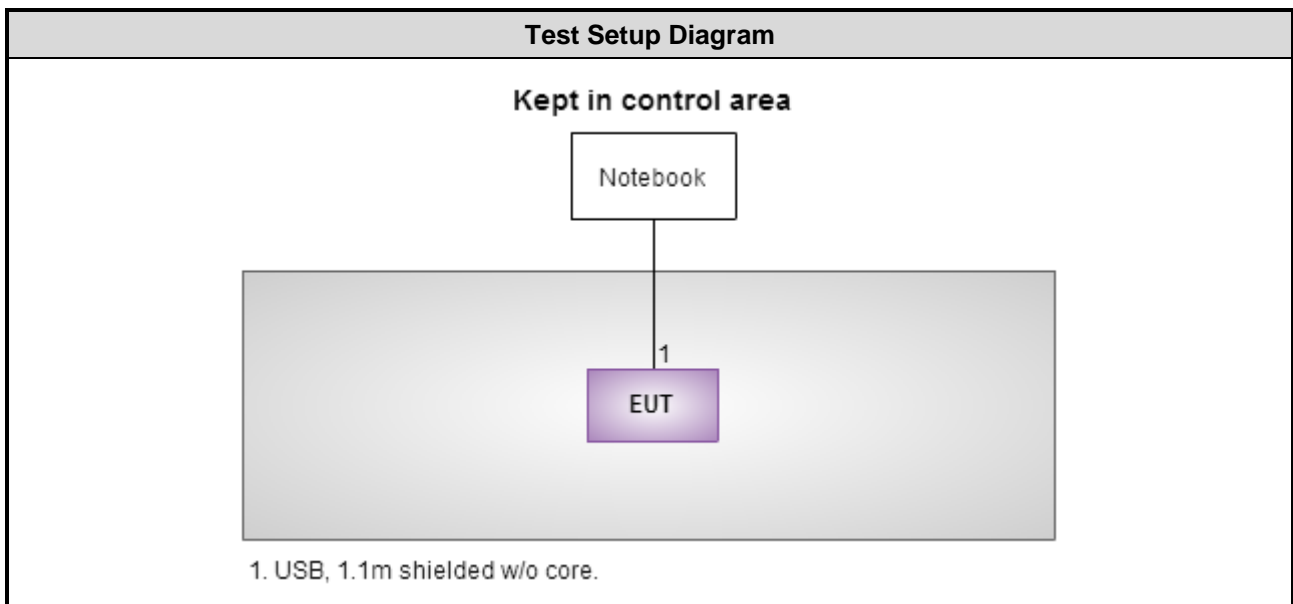 Test Setup Diagram
Kept in control area
Notebook
1
EUT
1. USB, 1.1m shielded w/o core.